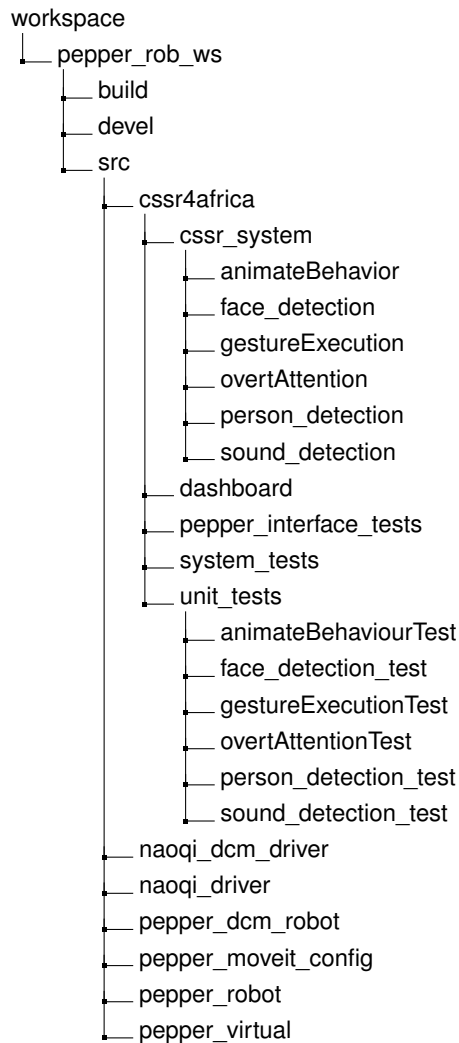 workspace
pepper_rob_ws
build
devel
src
cssr4africa
cssr_system
animateBehavior
face_detection
gestureExecution
overtAttention
person_detection
sound_detection
dashboard
pepper_interface_tests
system_tests
unit_tests
animateBehaviourTest
face_detection_test
gestureExecutionTest
overtAttentionTest
person_detection_test
sound_detection_test
naoqi_dcm_driver
naoqi_driver
pepper_dcm_robot
pepper_moveit_config
pepper_robot
pepper_virtual